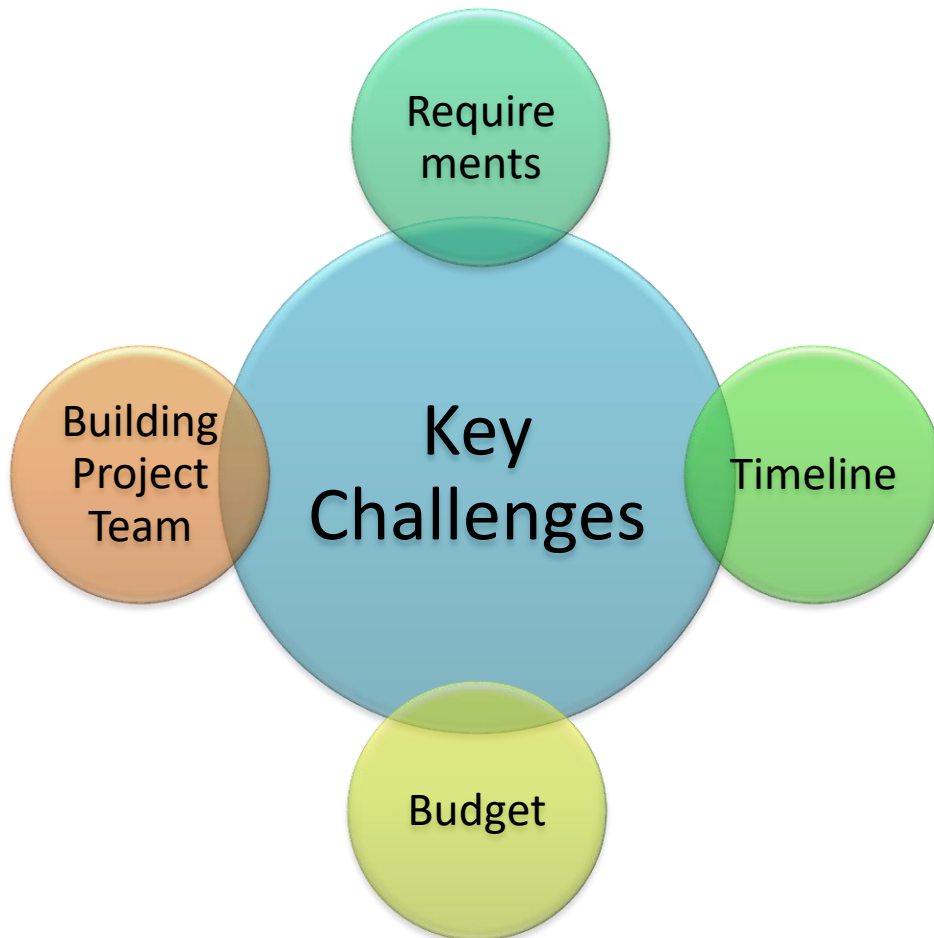 Require
ments
Building
Project
Team
Key
Challenges
Timeline
Budget